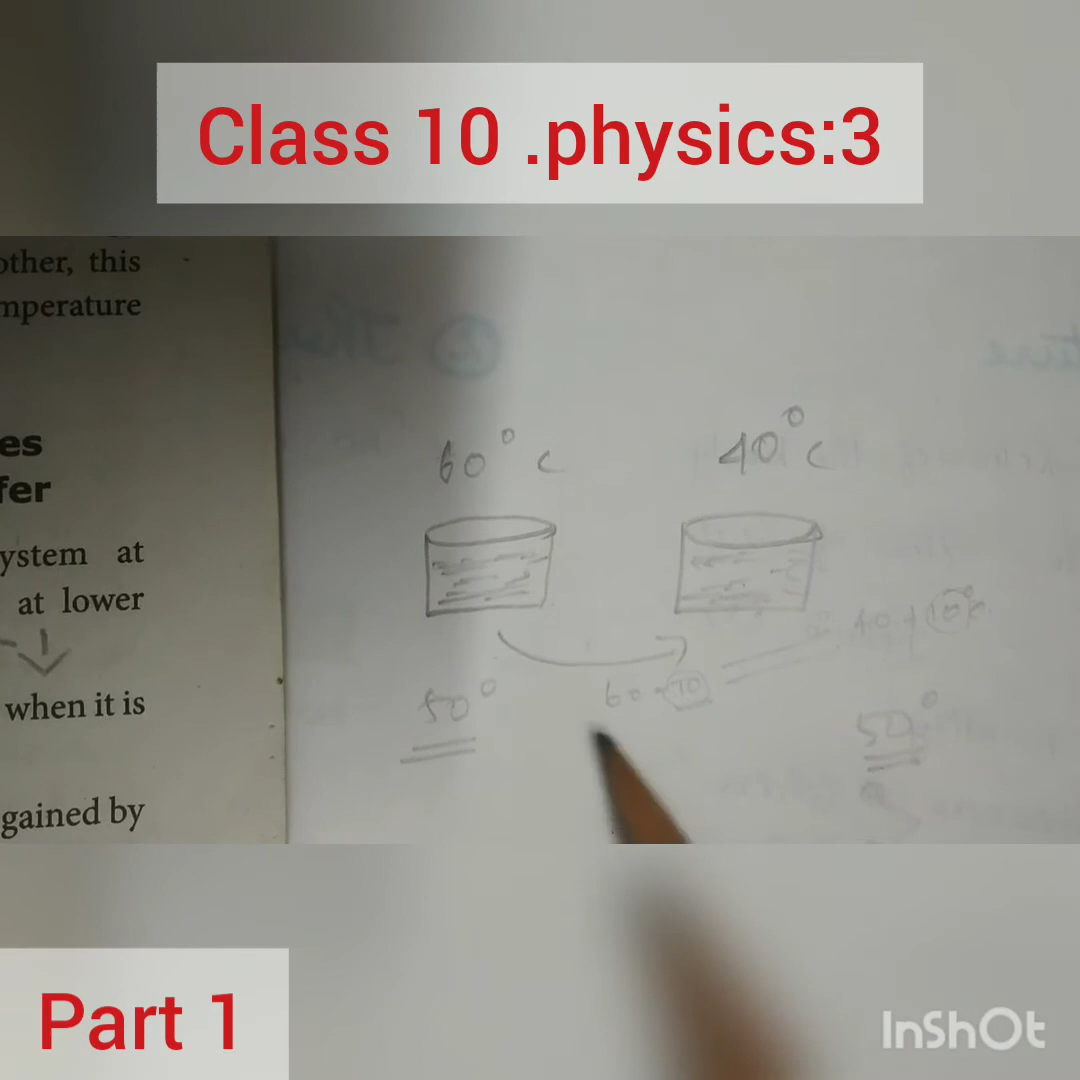 Class 10 .physics:3
other, this
mperature
es
fer
ystem at
at lower
when it is
gained by
60°c
40°c
40+10°c
60-10
50°
50°
Part 1
InShOt